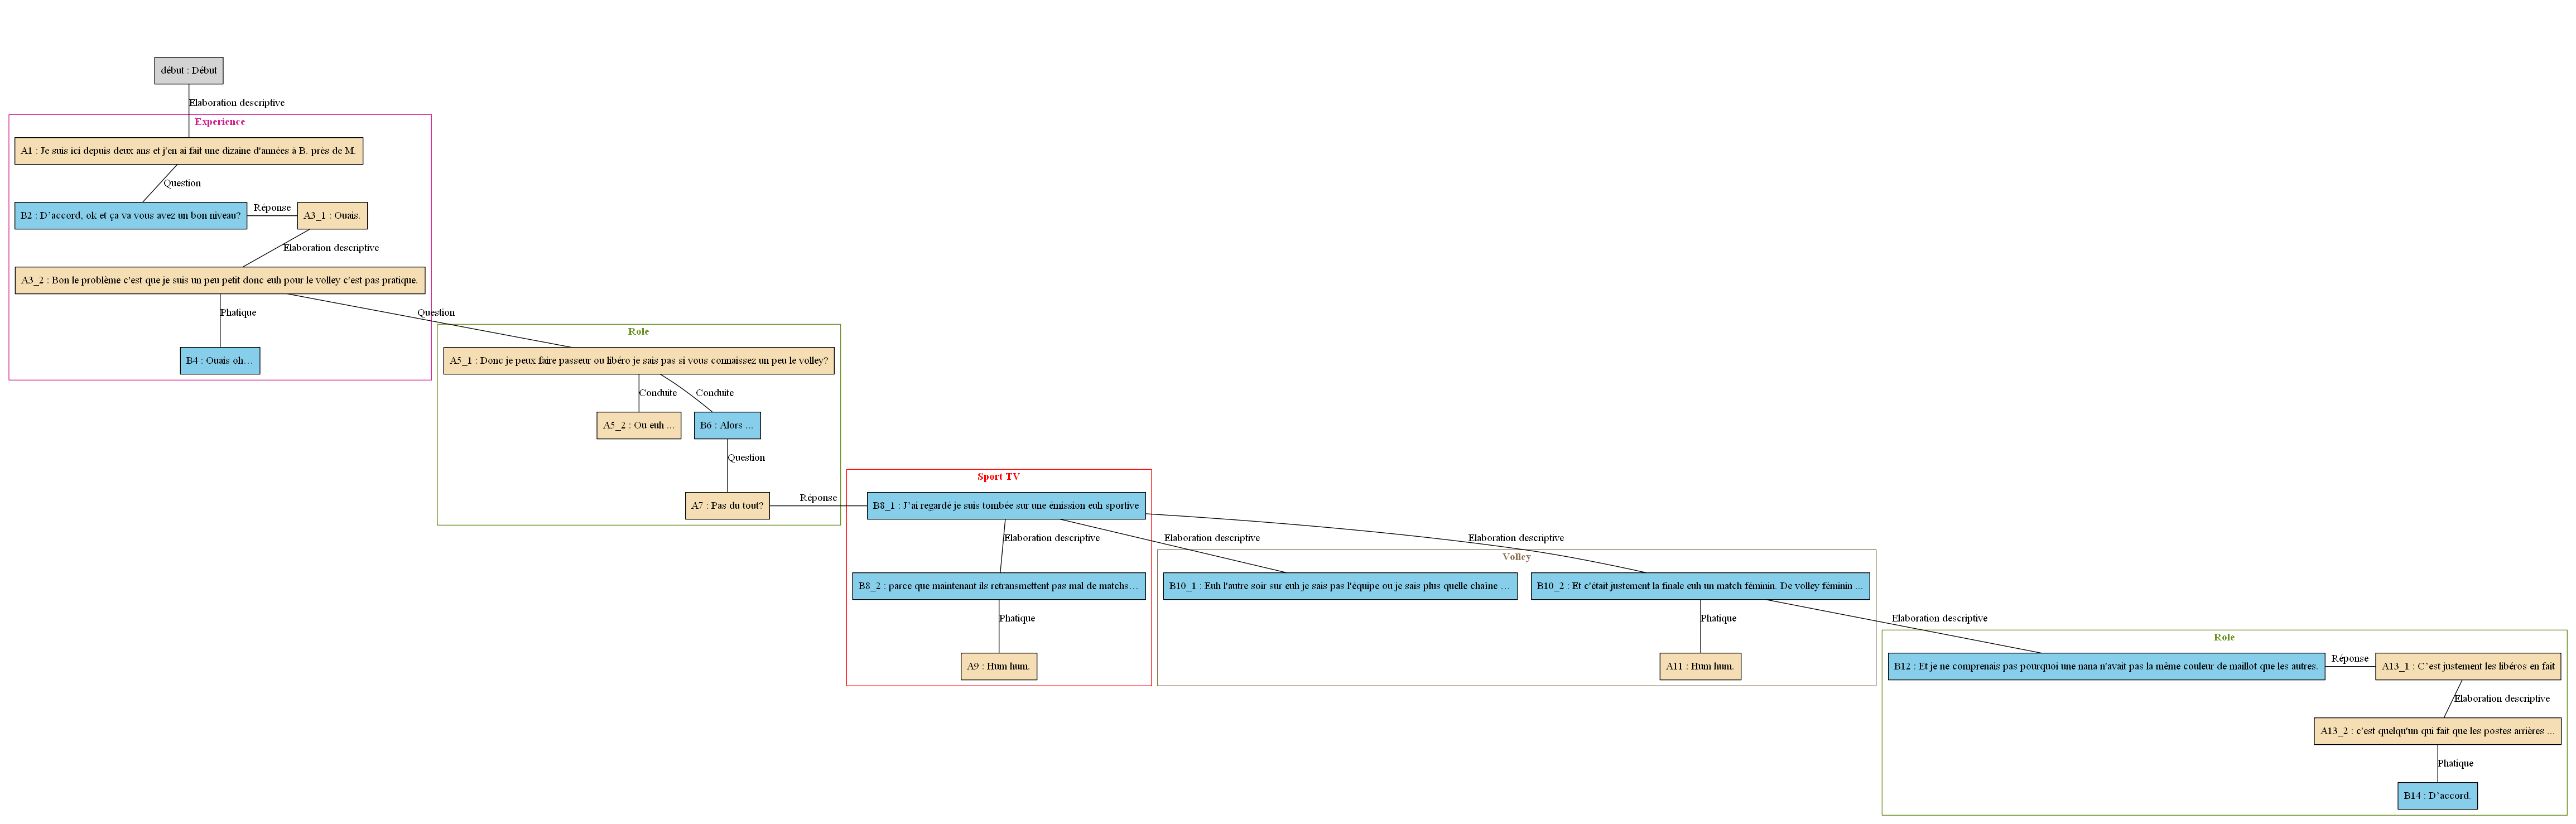 début : Début
Elaboration descriptive
Experience
A1 : Je suis ici depuis deux ans et j'en ai fait une dizaine d'années à B. près de M.
Question
B2 : D’accord, ok et ça va vous avez un bon niveau?
Réponse
A3_1 : Ouais.
Elaboration descriptive
A3_2 : Bon le problème c'est que je suis un peu petit donc euh pour le volley c'est pas pratique.
Phatique
Question
B4 : Ouais oh…
Role
A5_1 : Donc je peux faire passeur ou libéro je sais pas si vous connaissez un peu le volley?
Conduite
Conduite
A5_2 : Ou euh ...
B6 : Alors ...
Question
A7 : Pas du tout?
Réponse
Sport TV
B8_1 : J’ai regardé je suis tombée sur une émission euh sportive
Elaboration descriptive
Elaboration descriptive
Elaboration descriptive
B8_2 : parce que maintenant ils retransmettent pas mal de matchs…
Phatique
A9 : Hum hum.
Volley
B10_1 : Euh l'autre soir sur euh je sais pas l'équipe ou je sais plus quelle chaîne …
B10_2 : Et c'était justement la finale euh un match féminin. De volley féminin ...
Phatique
Elaboration descriptive
A11 : Hum hum.
Role
B12 : Et je ne comprenais pas pourquoi une nana n'avait pas la même couleur de maillot que les autres.
Réponse
A13_1 : C’est justement les libéros en fait
Elaboration descriptive
A13_2 : c'est quelqu'un qui fait que les postes arrières ...
Phatique
B14 : D’accord.